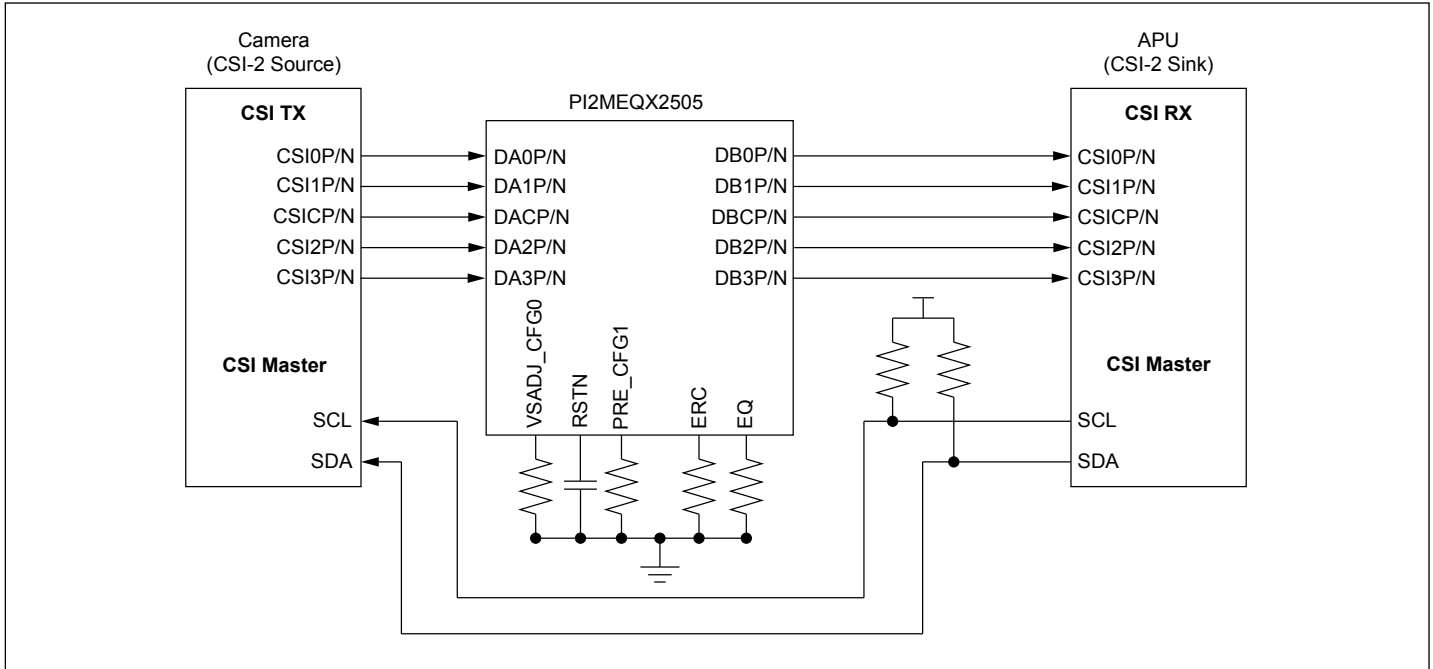 Camera
(CSI-2 Source)
CSI TX
CSI0P/N
CSI1P/N
CSICP/N
CSI2P/N
CSI3P/N
CSI Master
SCL
SDA
PI2MEQX2505
DA0P/N
DA1P/N
DACP/N
DA2P/N
DA3P/N
DB0P/N
DB1P/N
DBCP/N
DB2P/N
DB3P/N
VSADJ_CFG0
RSTN
PRE_CFG1
ERC
EQ
APU
(CSI-2 Sink)
CSI RX
CSI0P/N
CSI1P/N
CSICP/N
CSI2P/N
CSI3P/N
CSI Master
SCL
SDA